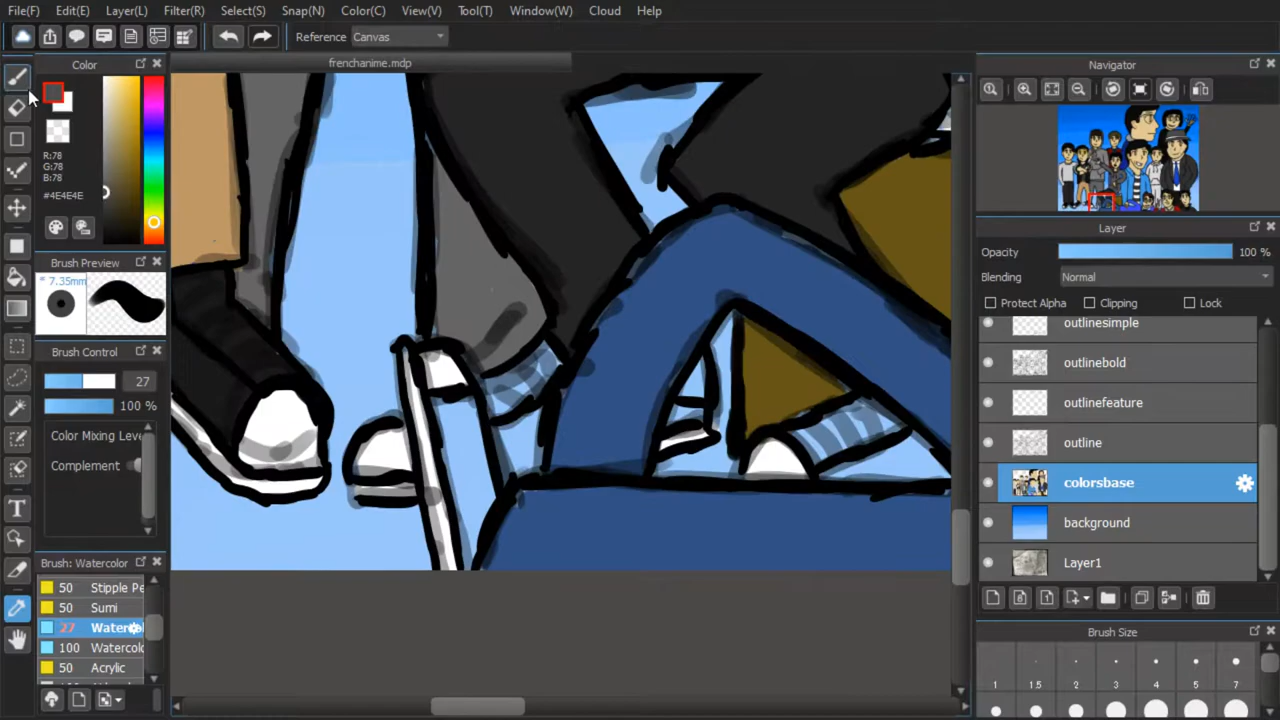 File(F) Edit(E) Layer(L) Filter(R) Select(S) Snap(N) Color(C) View(V) Tool(T) Window(W) Cloud Help
Reference Canvas
Color
frenchanime.mdp
Navigator
R:78
G:78
B:78
#4E4E4E
Brush Preview
* 7.35mm
Brush Control
27
100 %
Color Mixing Leve
Complement
Brush: Watercolor
50 Stipple Pe
50 Sumi
27 Waterco
100 Watercolo
50 Acrylic
Layer
Opacity 100 %
Blending Normal
Protect Alpha Clipping Lock
outlinesimple
outlinebold
outlinefeature
outline
colorsbase
background
Layer1
Brush Size
1 1.5 2 3 4 5 7